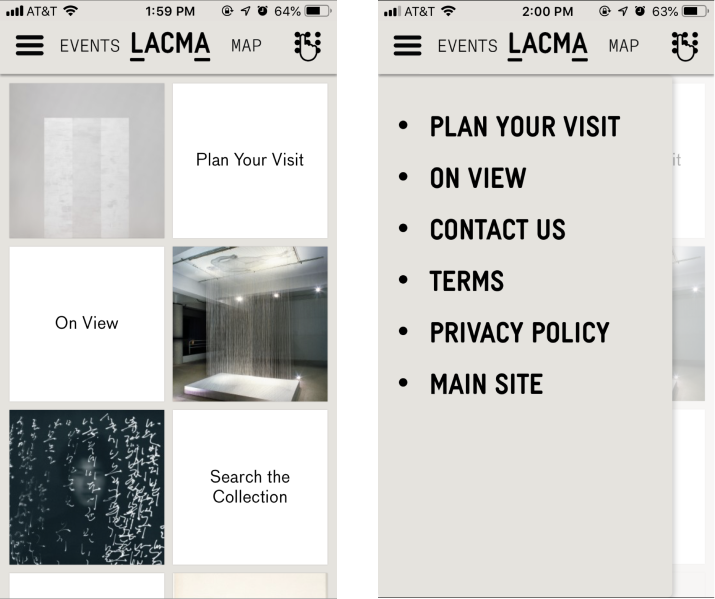 AT&T 1:59 PM 64%
EVENTS LACMA MAP
Plan Your Visit
On View
Search the
Collection
AT&T 2:00 PM 63%
EVENTS LACMA MAP
it
• PLAN YOUR VISIT
• ON VIEW
• CONTACT US
• TERMS
• PRIVACY POLICY
• MAIN SITE